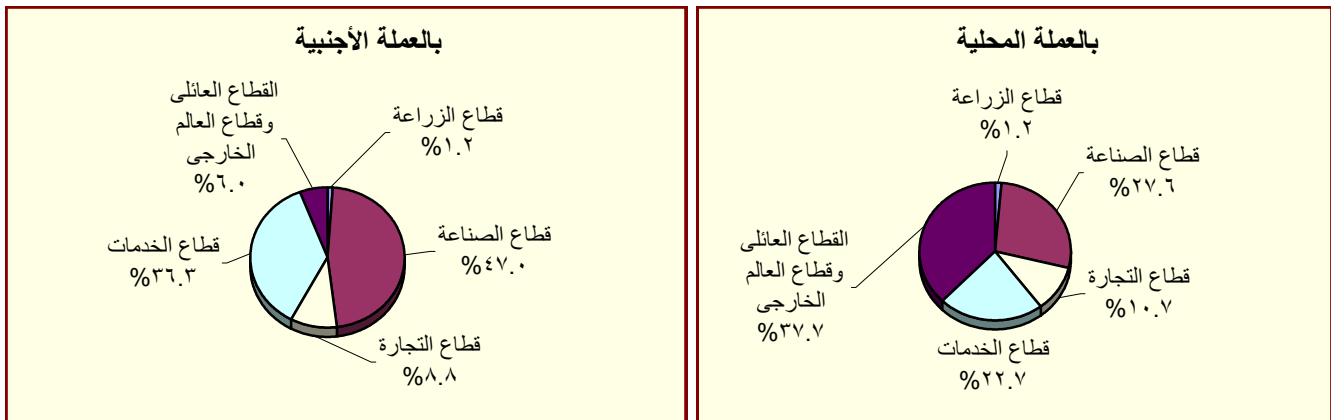 بالعملة المحلية
قطاع الزراعة
%١.٢
قطاع الصناعة
%٢٧.٦
قطاع التجارة
%١٠.٧
قطاع الخدمات
%٢٢.٧
القطاع العائلى
وقطاع العالم
الخارجى
%٣٧.٧
بالعملة الأجنبية
قطاع الزراعة
%١.٢
قطاع الصناعة
%٤٧.٠
قطاع التجارة
%٨.٨
قطاع الخدمات
%٣٦.٣
القطاع العائلى
وقطاع العالم
الخارجى
%٦.٠